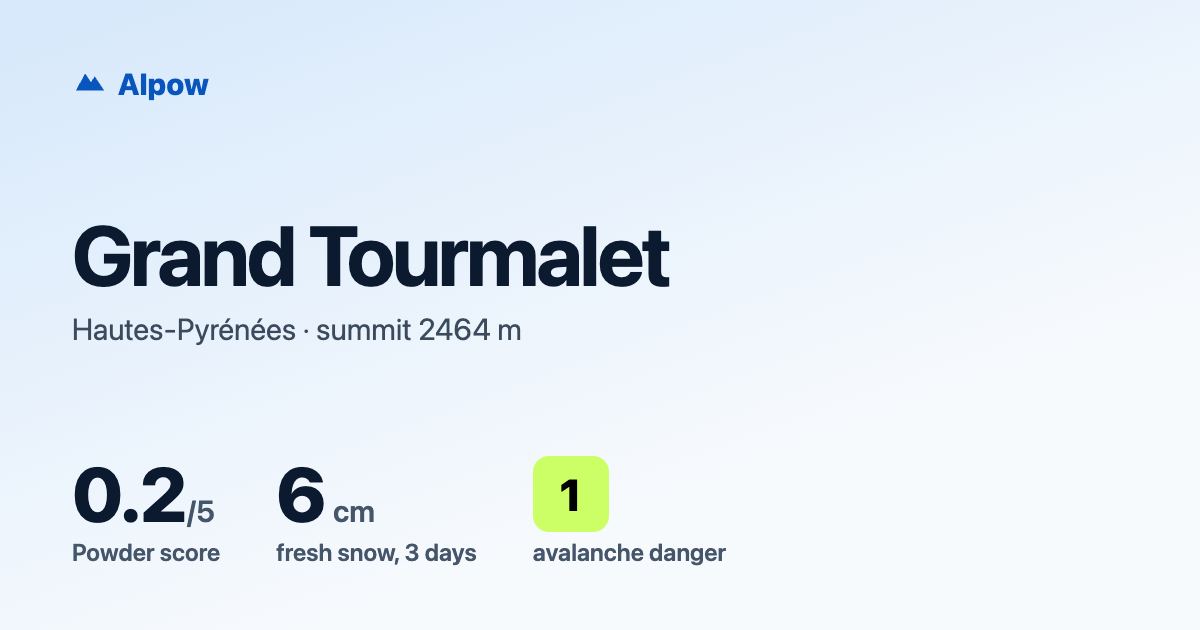 Alpow
Grand Tourmalet
Hautes-Pyrénées · summit 2464 m
0.2/5
Powder score
6 cm
fresh snow, 3 days
1
avalanche danger